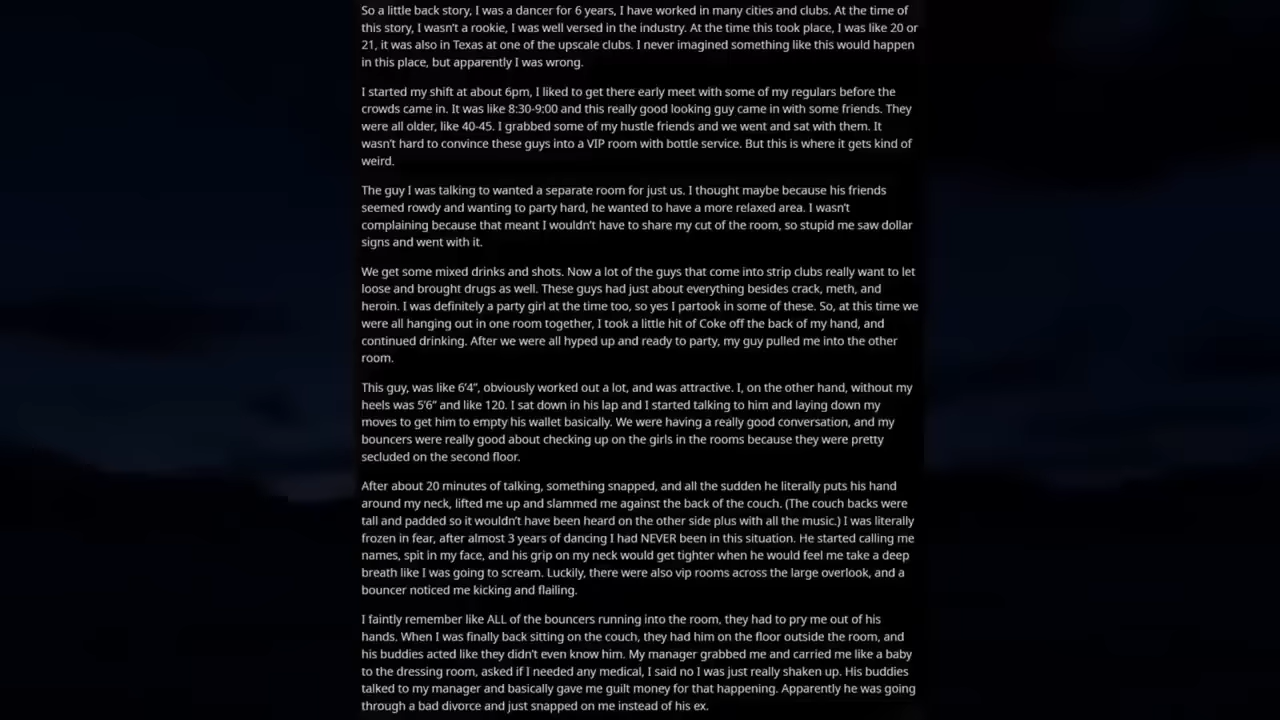 So a little back story, I was a dancer for 6 years, I have worked in many cities and clubs. At the time of
this story, I wasn't a rookie, I was well versed in the industry. At the time this took place, I was like 20 or
21, it was also in Texas at one of the upscale clubs. I never imagined something like this would happen
in this place, but apparently I was wrong.
I started my shift at about 6pm, I liked to get there early meet with some of my regulars before the
crowds came in. It was like 8:30-9:00 and this really good looking guy came in with some friends. They
were all older, like 40-45. I grabbed some of my hustle friends and we went and sat with them. It
wasn't hard to convince these guys into a VIP room with bottle service. But this is where it gets kind of
weird.
The guy I was talking to wanted a separate room for just us. I thought maybe because his friends
seemed rowdy and wanting to party hard, he wanted to have a more relaxed area. I wasn't
complaining because that meant I wouldn't have to share my cut of the room, so stupid me saw dollar
signs and went with it.
We get some mixed drinks and shots. Now a lot of the guys that come into strip clubs really want to let
loose and brought drugs as well. These guys had just about everything besides crack, meth, and
heroin. I was definitely a party girl at the time too, so yes I partook in some of these. So, at this time we
were all hanging out in one room together, I took a little hit of Coke off the back of my hand, and
continued drinking. After we were all hyped up and ready to party, my guy pulled me into the other
room.
This guy, was like 6'4", obviously worked out a lot, and was attractive. I, on the other hand, without my
heels was 5'6" and like 120. I sat down in his lap and I started talking to him and laying down my
moves to get him to empty his wallet basically. We were having a really good conversation, and my
bouncers were really good about checking up on the girls in the rooms because they were pretty
secluded on the second floor.
After about 20 minutes of talking, something snapped, and all the sudden he literally puts his hand
around my neck, lifted me up and slammed me against the back of the couch. (The couch backs were
tall and padded so it wouldn't have been heard on the other side plus with all the music.) I was literally
frozen in fear, after almost 3 years of dancing I had NEVER been in this situation. He started calling me
names, spit in my face, and his grip on my neck would get tighter when he would feel me take a deep
breath like I was going to scream. Luckily, there were also vip rooms across the large overlook, and a
bouncer noticed me kicking and flailing.
I faintly remember like ALL of the bouncers running into the room, they had to pry me out of his
hands. When I was finally back sitting on the couch, they had him on the floor outside the room, and
his buddies acted like they didn't even know him. My manager grabbed me and carried me like a baby
to the dressing room, asked if I needed any medical, I said no I was just really shaken up. His buddies
talked to my manager and basically gave me guilt money for that happening. Apparently he was going
through a bad divorce and just snapped on me instead of his ex.